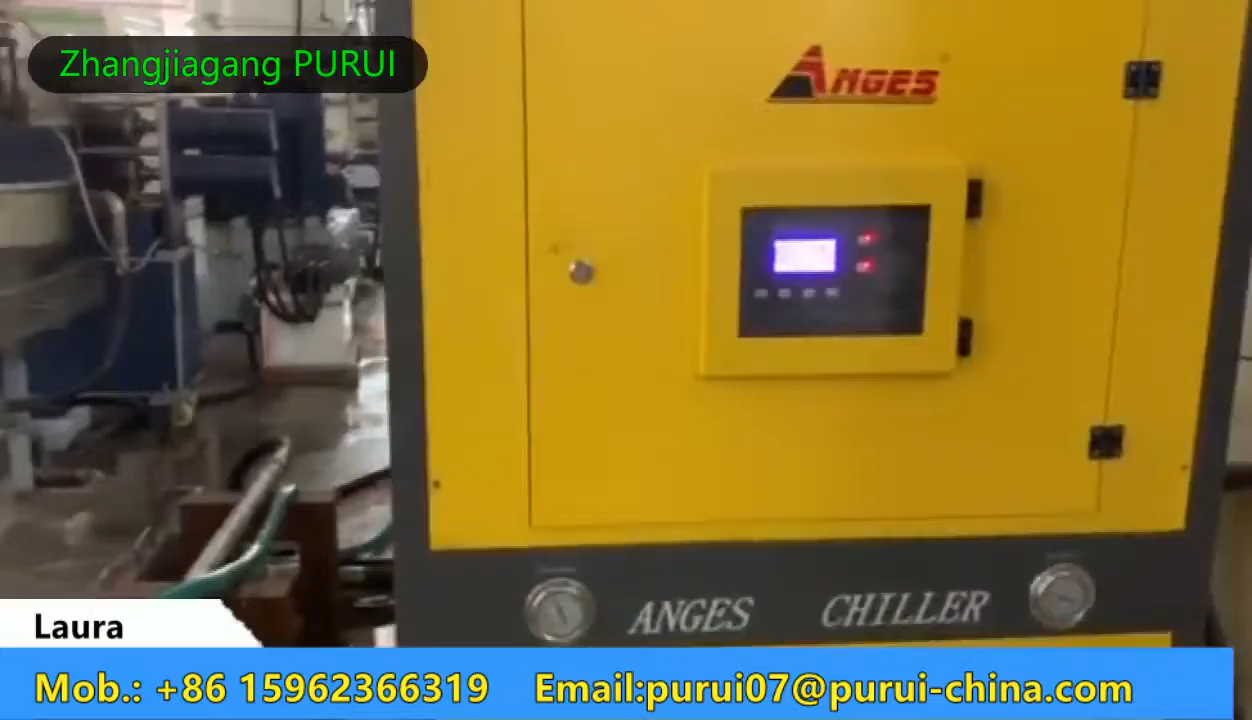 Zhangjiagang PURUI
ANGES
ANGES CHILLER
Laura
Mob.: +86 15962366319 Email:purui07@purui-china.com